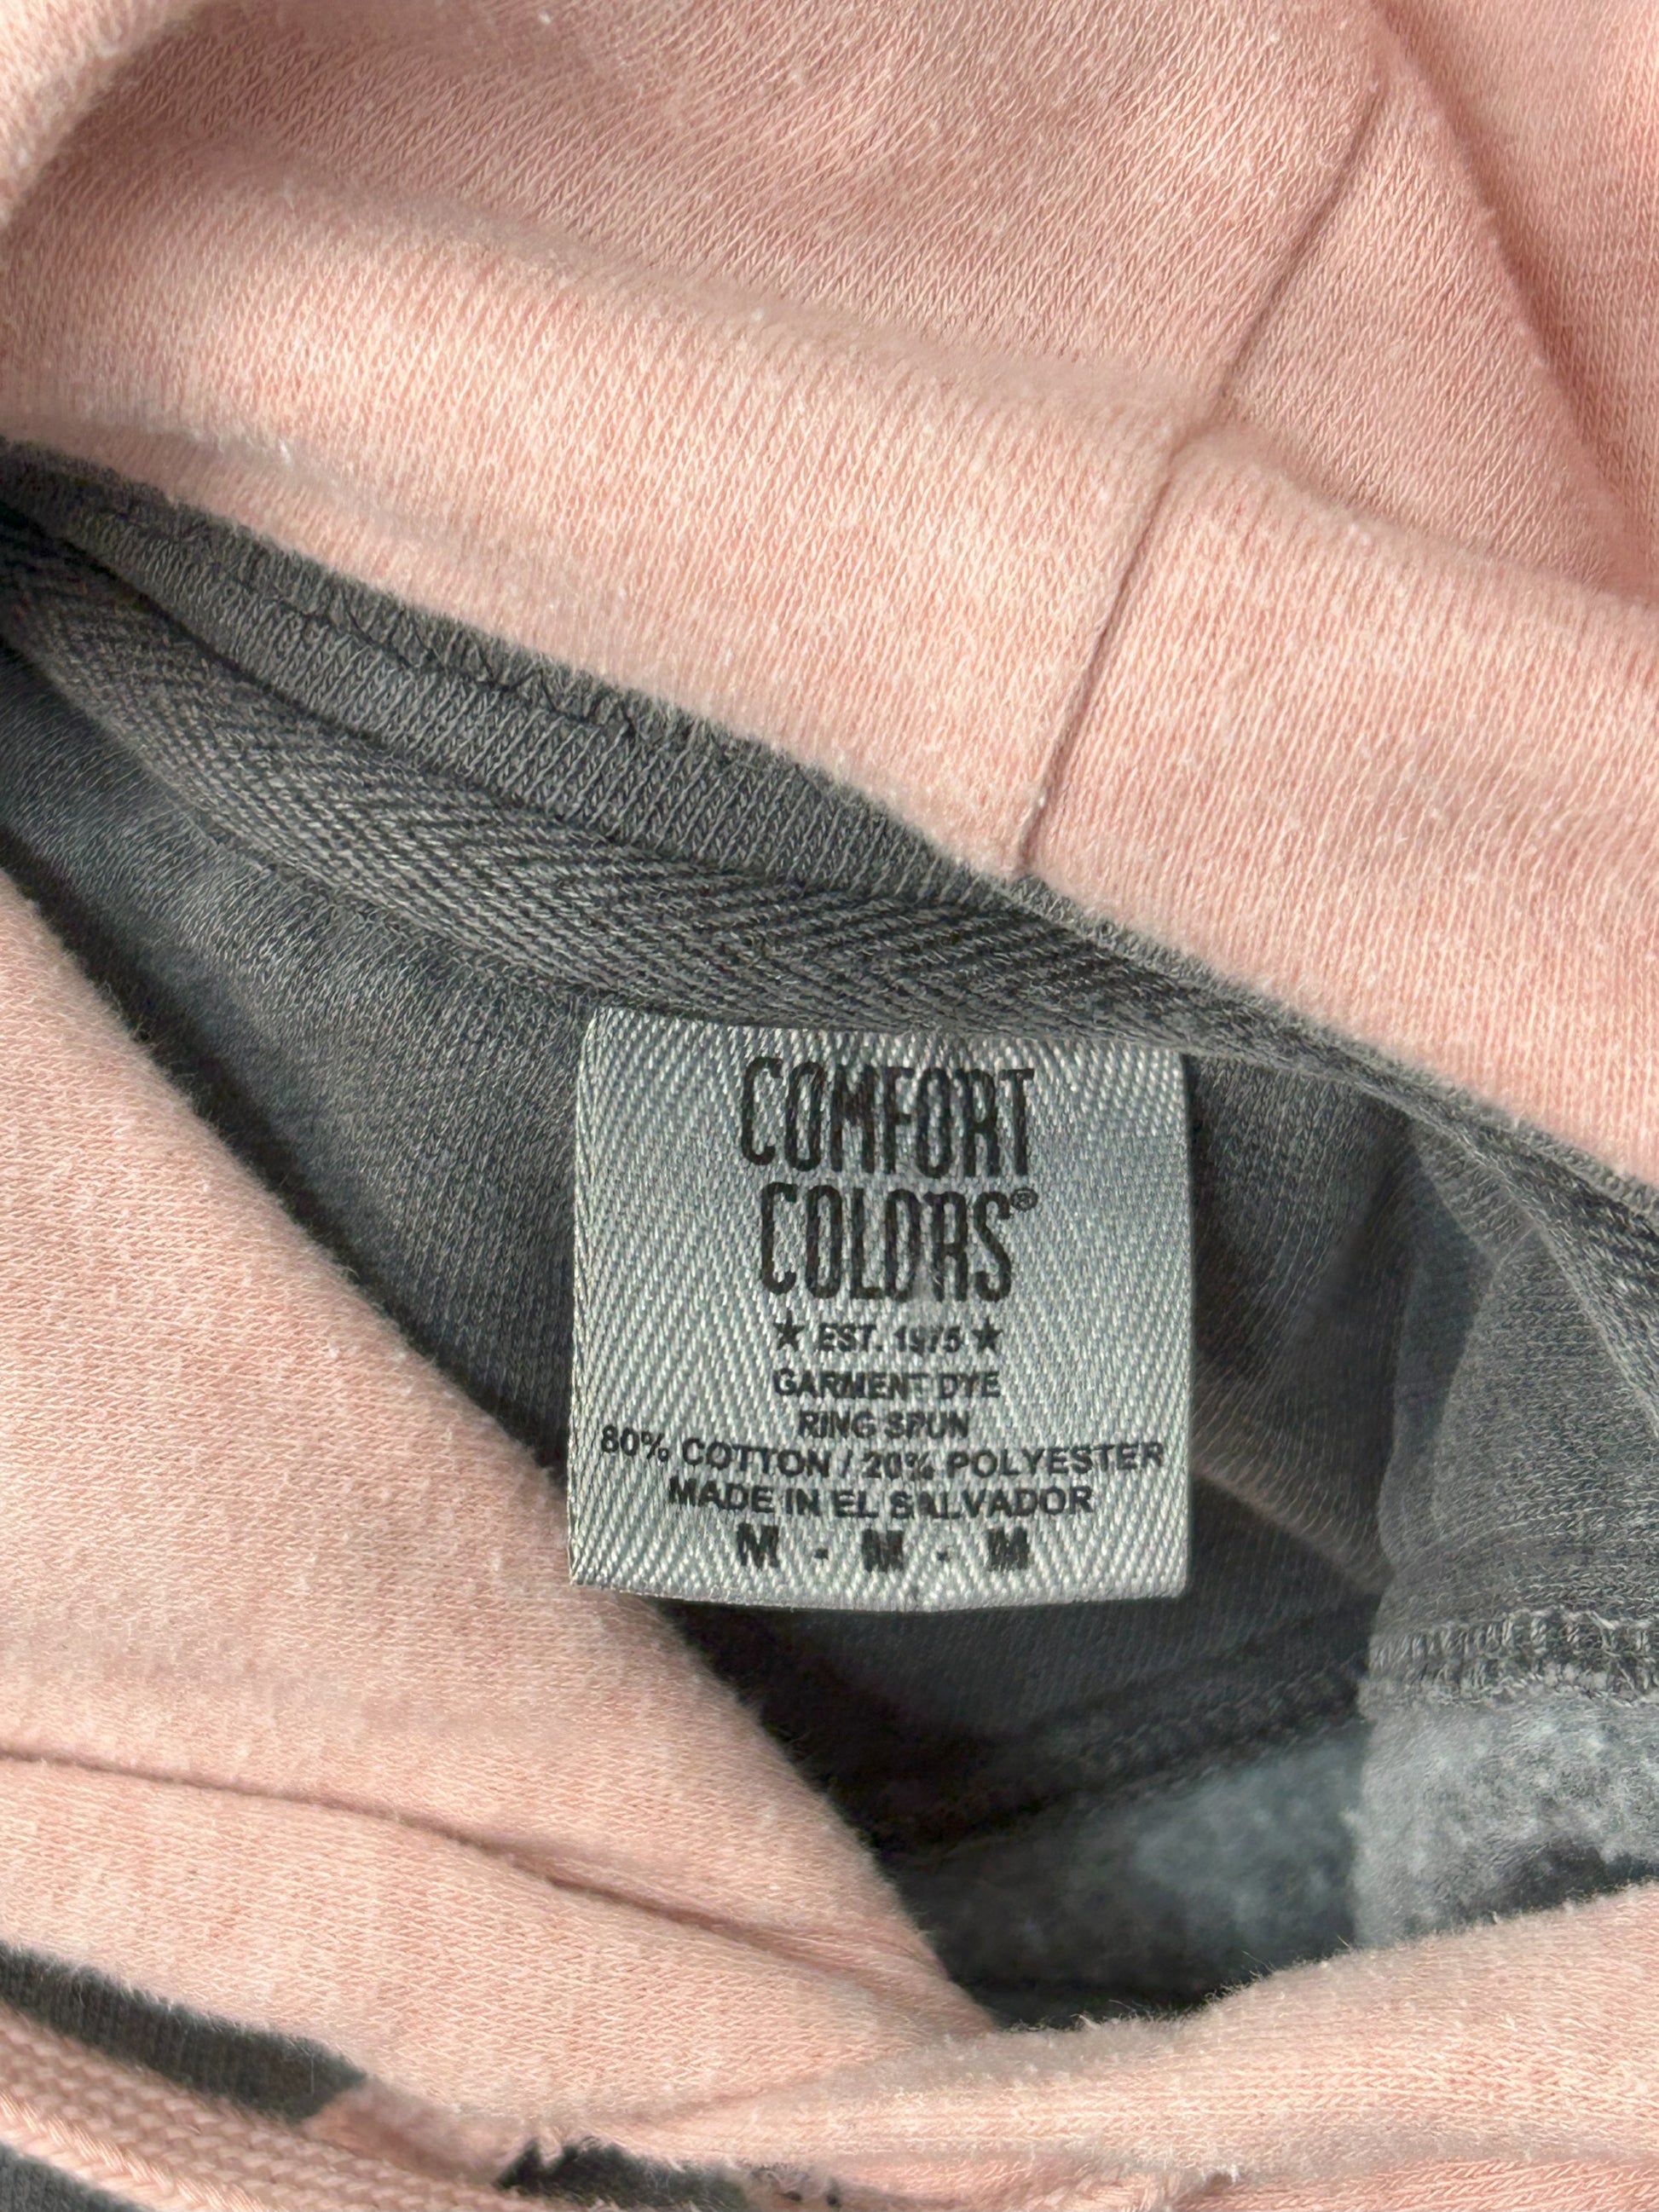 COMFORT
COLORS®
★ EST. 1975 ★
GARMENT DYE
RING SPUN
80% COTTON / 20% POLYESTER
MADE IN EL SALVADOR
M - M - M